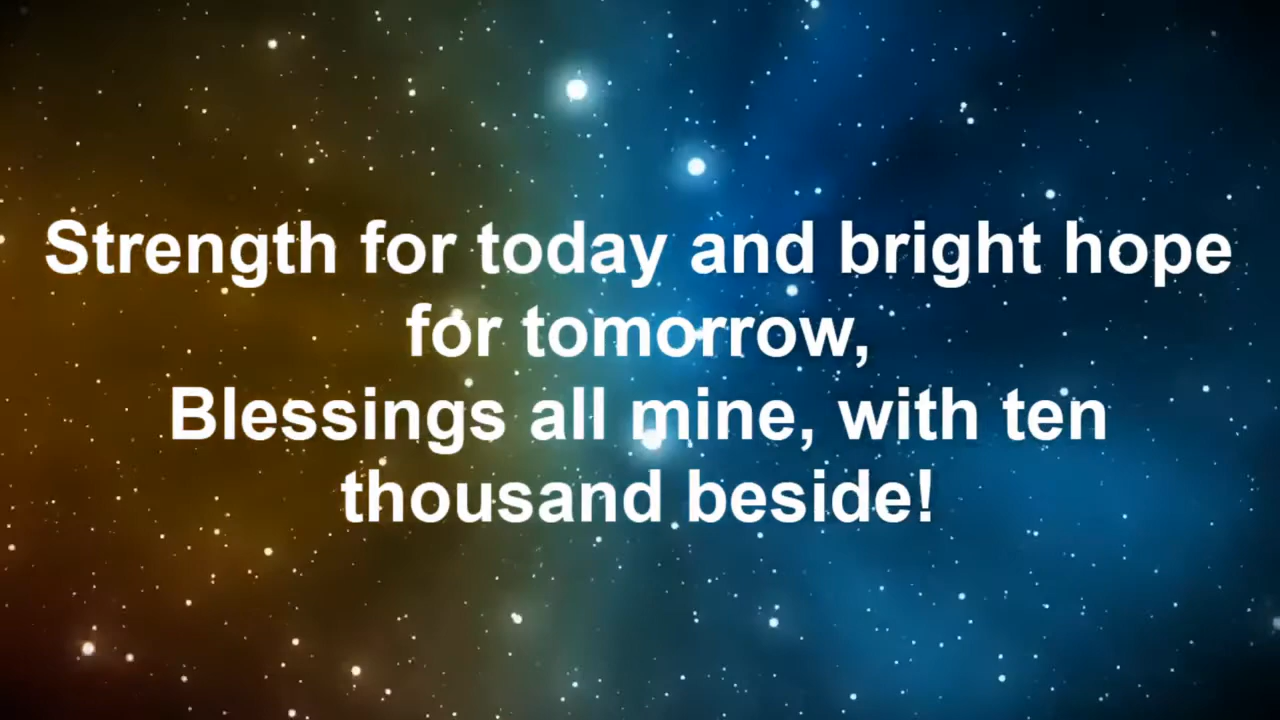 Strength for today and bright hope
for tomorrow,
Blessings all mine, with ten
thousand beside!